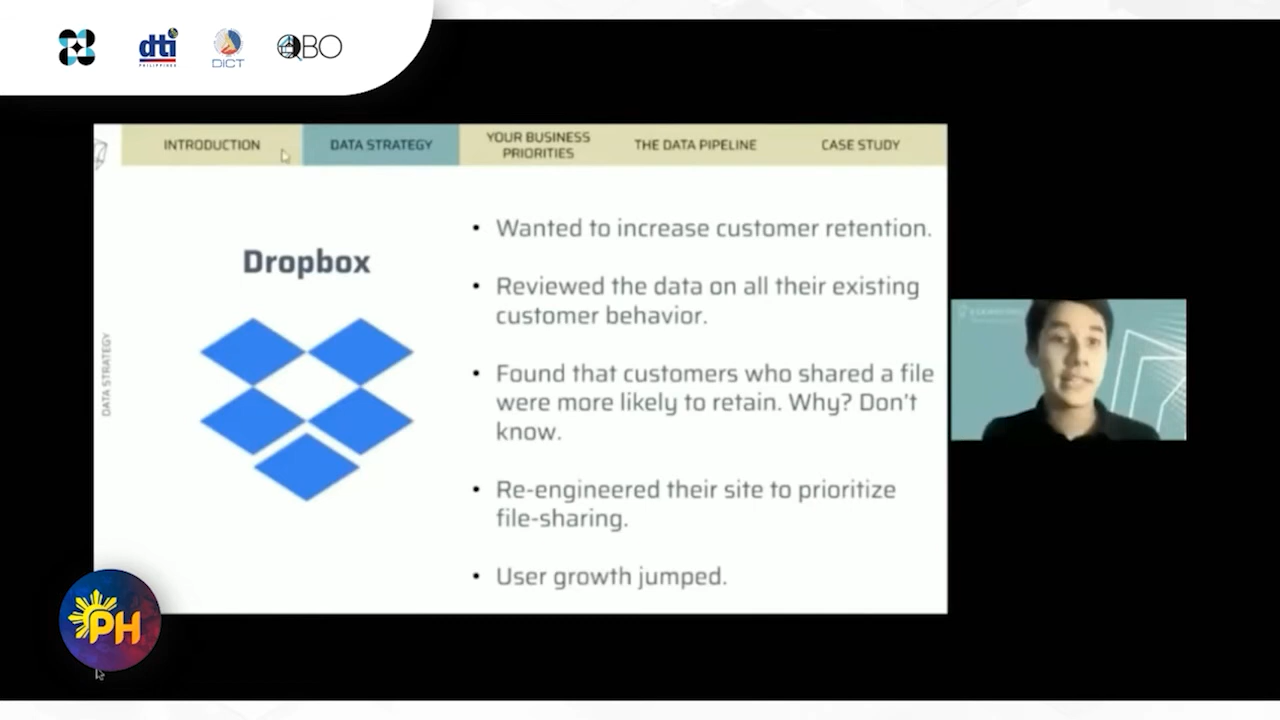 dti
PHILIPPINES
DICT
QBO
INTRODUCTION
DATA STRATEGY
YOUR BUSINESS
PRIORITIES
THE DATA PIPELINE
CASE STUDY
DATA STRATEGY
Dropbox
• Wanted to increase customer retention.
• Reviewed the data on all their existing
customer behavior.
• Found that customers who shared a file
were more likely to retain. Why? Don't
know.
• Re-engineered their site to prioritize
file-sharing.
• User growth jumped.
PH